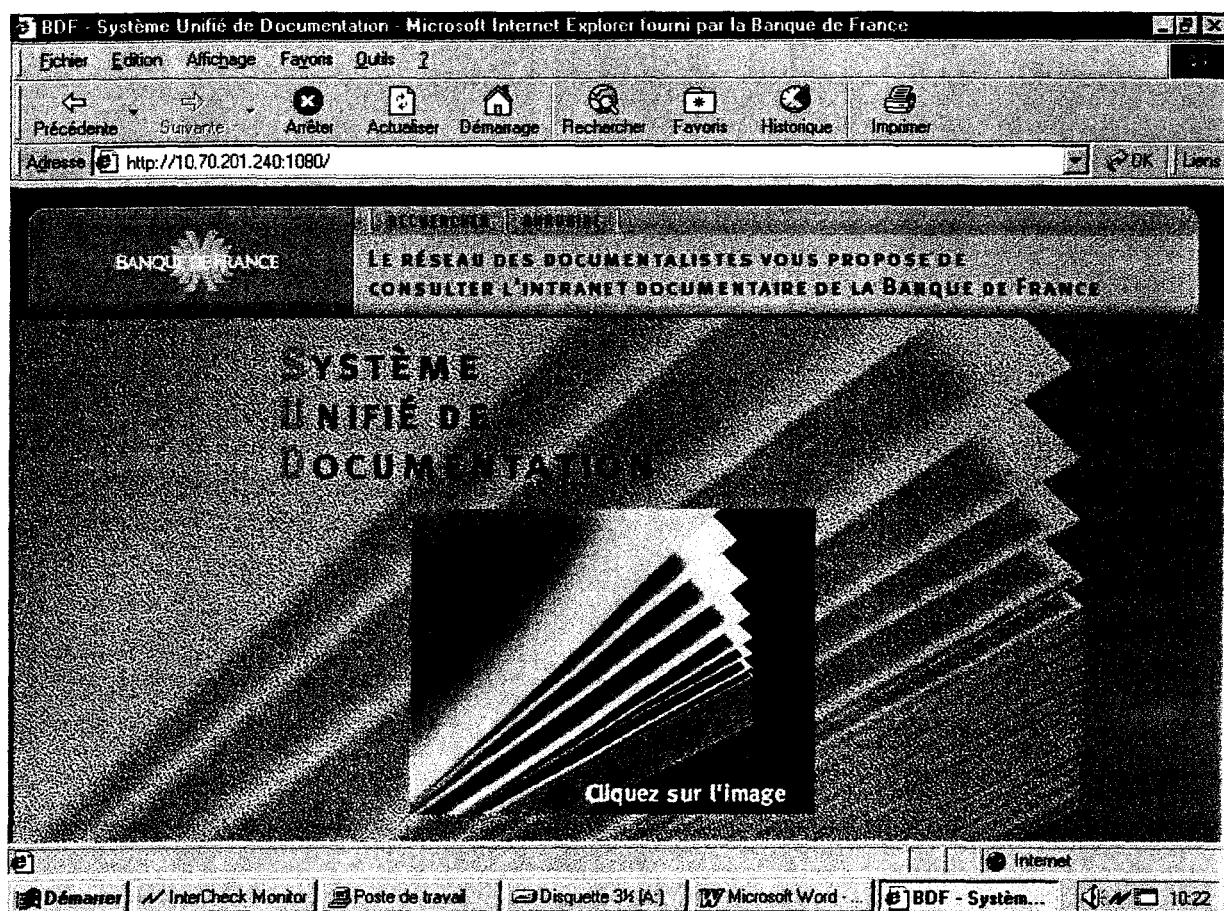 BDF - Système Unifié de Documentation - Microsoft Internet Explorer fourni par la Banque de France
Fichier Edition Affichage Favoris Outils ?
Précédente Suivante Arrêter Actualiser Démarrage Rechercher Favoris Historique Imprimer
Adresse http://10.70.201.240:1080/ OK Liens
RECHERCHER ANNUAIRE
BANQUE DE FRANCE
LE RÉSEAU DES DOCUMENTALISTES VOUS PROPOSE DE
CONSULTER L'INTRANET DOCUMENTAIRE DE LA BANQUE DE FRANCE
SYSTÈME
UNIFIÉ DE
DOCUMENTATION
Cliquez sur l'image
Internet
Démarrer InterCheck Monitor Poste de travail Disquette 3½ (A:) Microsoft Word - ... BDF - Systèm... 10:22